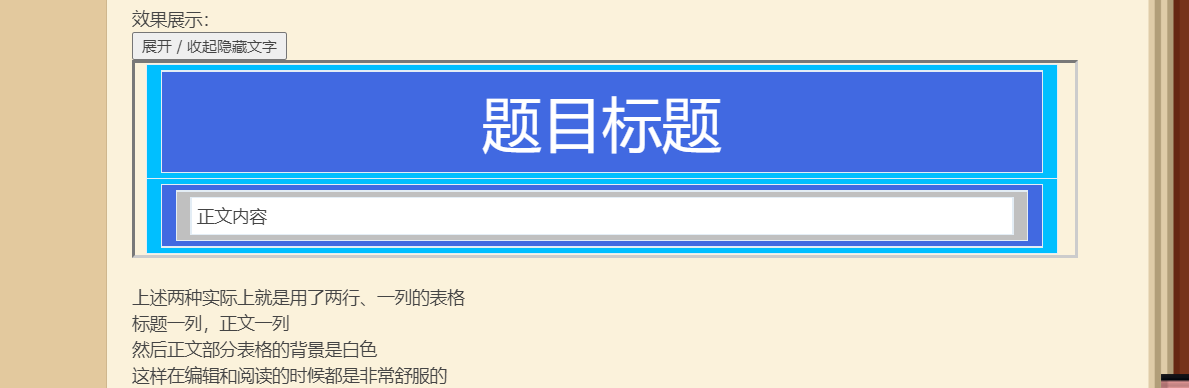 效果展示：
展开 / 收起隐藏文字
题目标题
正文内容
上述两种实际上就是用了两行、一列的表格
标题一列，正文一列
然后正文部分表格的背景是白色
这样在编辑和阅读的时候都是非常舒服的